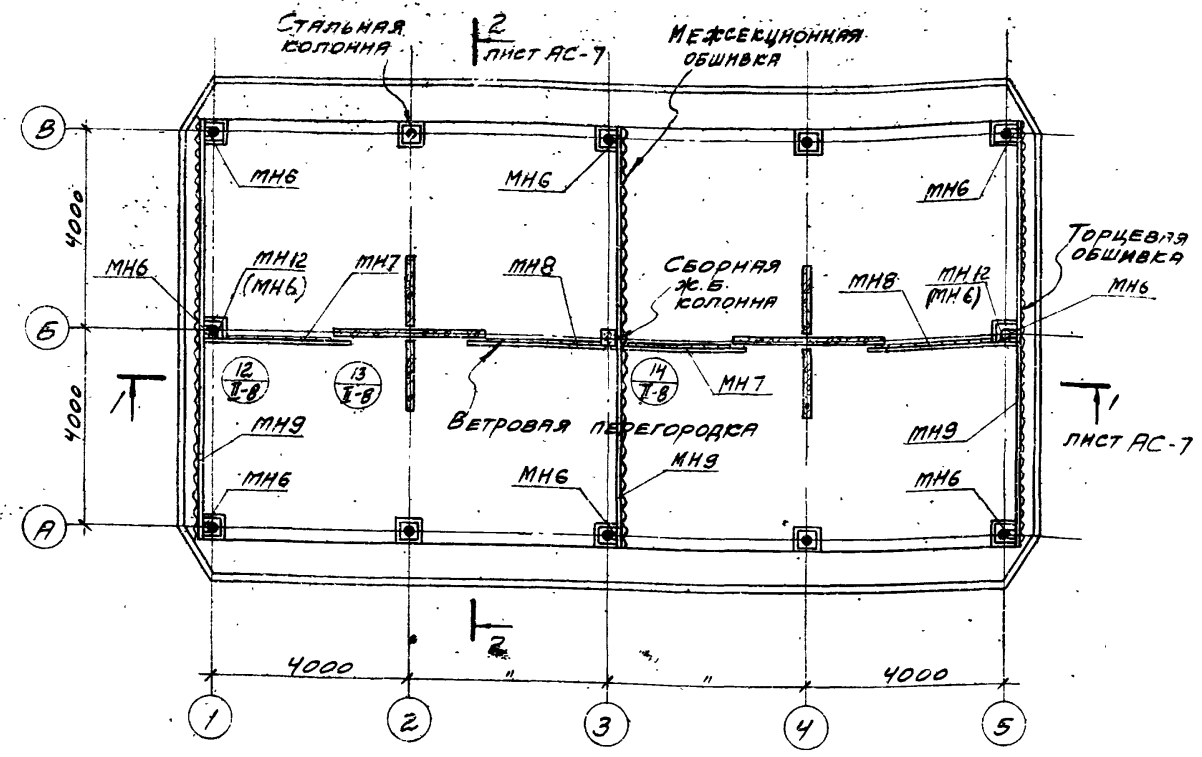 Стальная
колонна
2
лист АС-7
Межсекционная
обшивка
В
МН6
МН6
МН6
4000
Торцевая
обшивка
МН6
МН12
(МН6)
МН7
МН8
Сборная
ж.б.
колонна
МН8
МН12
(МН6)
МН6
Б
12
II-8
13
II-8
14
II-8
МН7
1
1
лист АС-7
4000
Ветровая перегородка
МН9
МН9
МН9
МН6
МН6
МН6
А
2
4000
"
"
4000
1
2
3
4
5